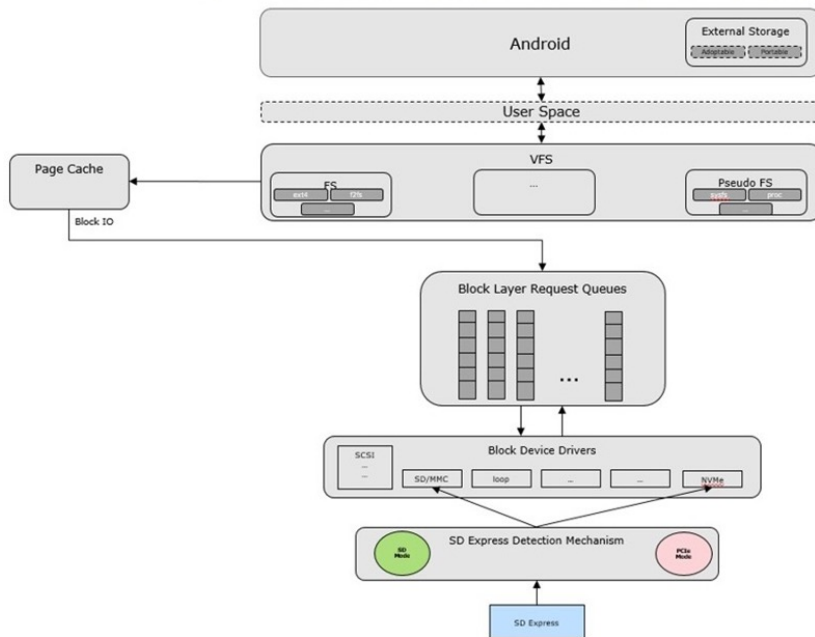 Android
External Storage
Adoptable
Portable
User Space
VFS
Page Cache
FS
ext4
f2fs
...
...
Pseudo FS
sysfs
proc
...
Block IO
Block Layer Request Queues
...
Block Device Drivers
SCSI
...
...
SD/MMC
loop
...
...
NVMe
SD Express Detection Mechanism
SD
Mode
PCIe
Mode
SD Express